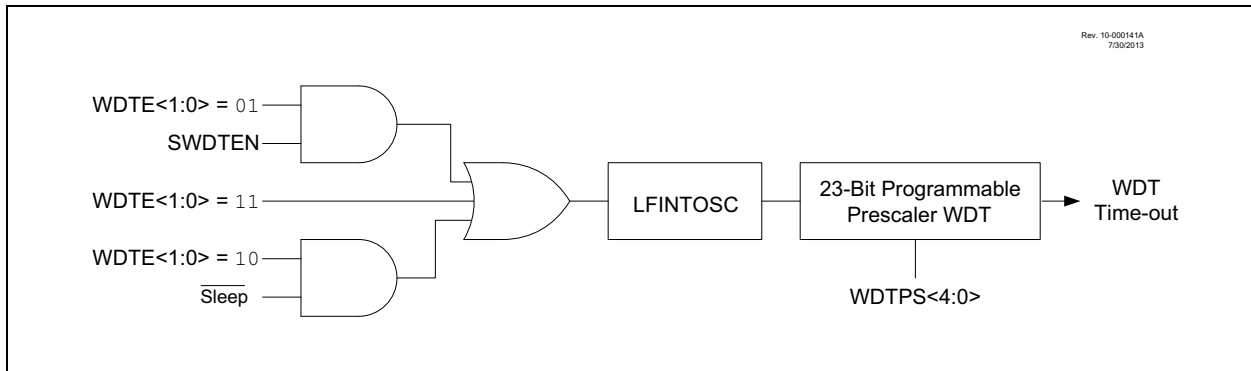 Rev. 10-000141A
7/30/2013
WDTE<1:0> = 01
SWDTEN
WDTE<1:0> = 11
WDTE<1:0> = 10
Sleep
LFINTOSC
23-Bit Programmable
Prescaler WDT
WDT
Time-out
WDTPS<4:0>